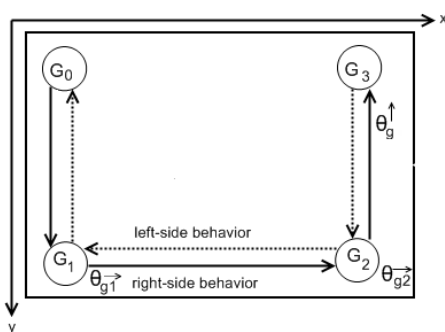 x
G0
G3
θg↑
left-side behavior
G1
G2
θg1→
right-side behavior
θg2→
y